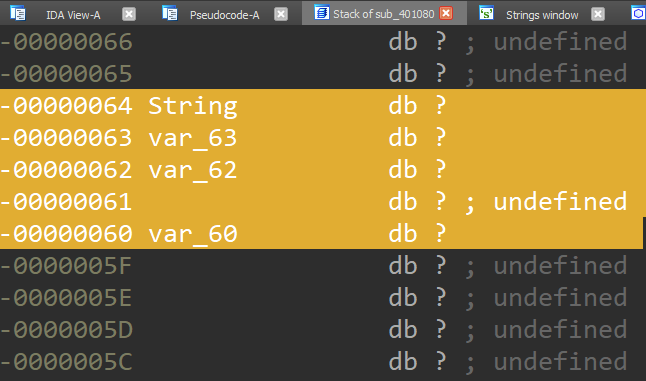 IDA View-A Pseudocode-A Stack of sub_401080 Strings window
-00000066 db ? ; undefined
-00000065 db ? ; undefined
-00000064 String db ?
-00000063 var_63 db ?
-00000062 var_62 db ?
-00000061 db ? ; undefined
-00000060 var_60 db ?
-0000005F db ? ; undefined
-0000005E db ? ; undefined
-0000005D db ? ; undefined
-0000005C db ? ; undefined